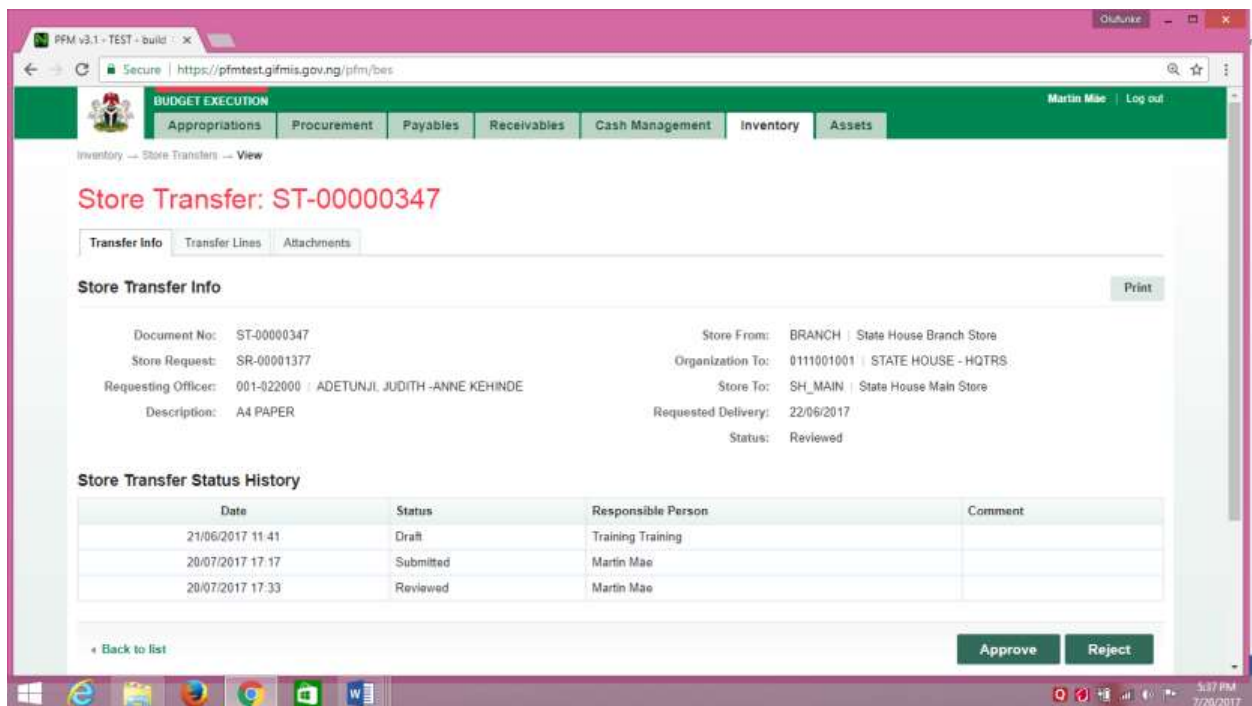 Olufunke
PFM v3.1 - TEST - build
Secure | https://pfmtest.gifmis.gov.ng/pfm/bes
BUDGET EXECUTION
Martin Mäe | Log out
Appropriations Procurement Payables Receivables Cash Management Inventory Assets
Inventory → Store Transfers → View
Store Transfer: ST-00000347
Transfer Info Transfer Lines Attachments
Store Transfer Info
Print
Document No: ST-00000347 Store From: BRANCH | State House Branch Store
Store Request: SR-00001377 Organization To: 0111001001 | STATE HOUSE - HQTRS
Requesting Officer: 001-022000 | ADETUNJI, JUDITH -ANNE KEHINDE Store To: SH_MAIN | State House Main Store
Description: A4 PAPER Requested Delivery: 22/06/2017
Status: Reviewed
Store Transfer Status History
Date Status Responsible Person Comment
21/06/2017 11:41 Draft Training Training
20/07/2017 17:17 Submitted Martin Mäe
20/07/2017 17:33 Reviewed Martin Mäe
◂ Back to list Approve Reject
5:37 PM
7/20/2017